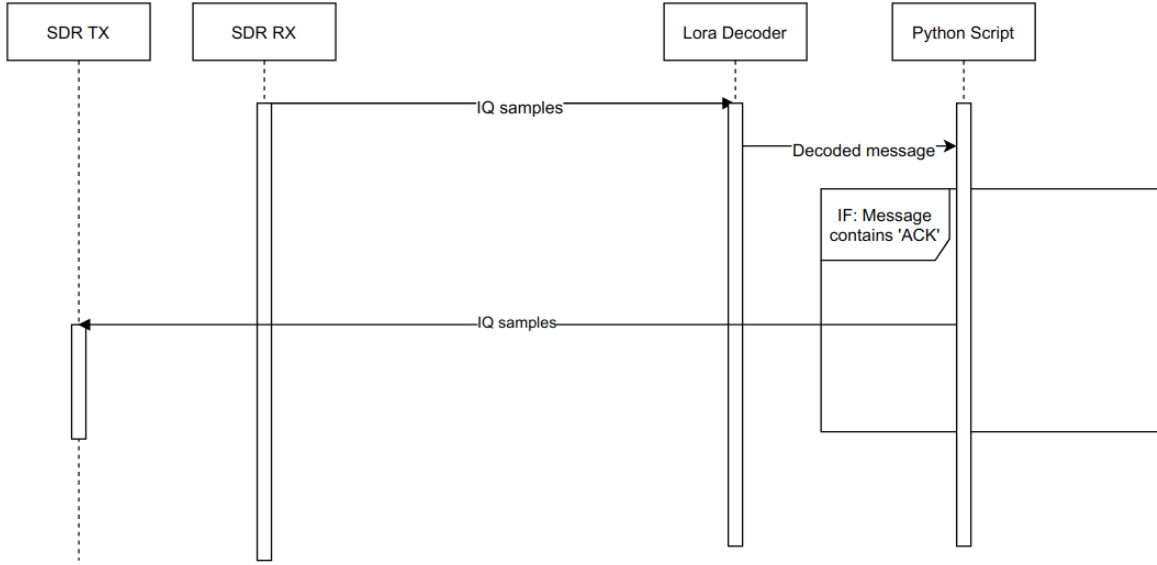 SDR TX
SDR RX
Lora Decoder
Python Script
IQ samples
Decoded message
IF: Message
contains 'ACK'
IQ samples